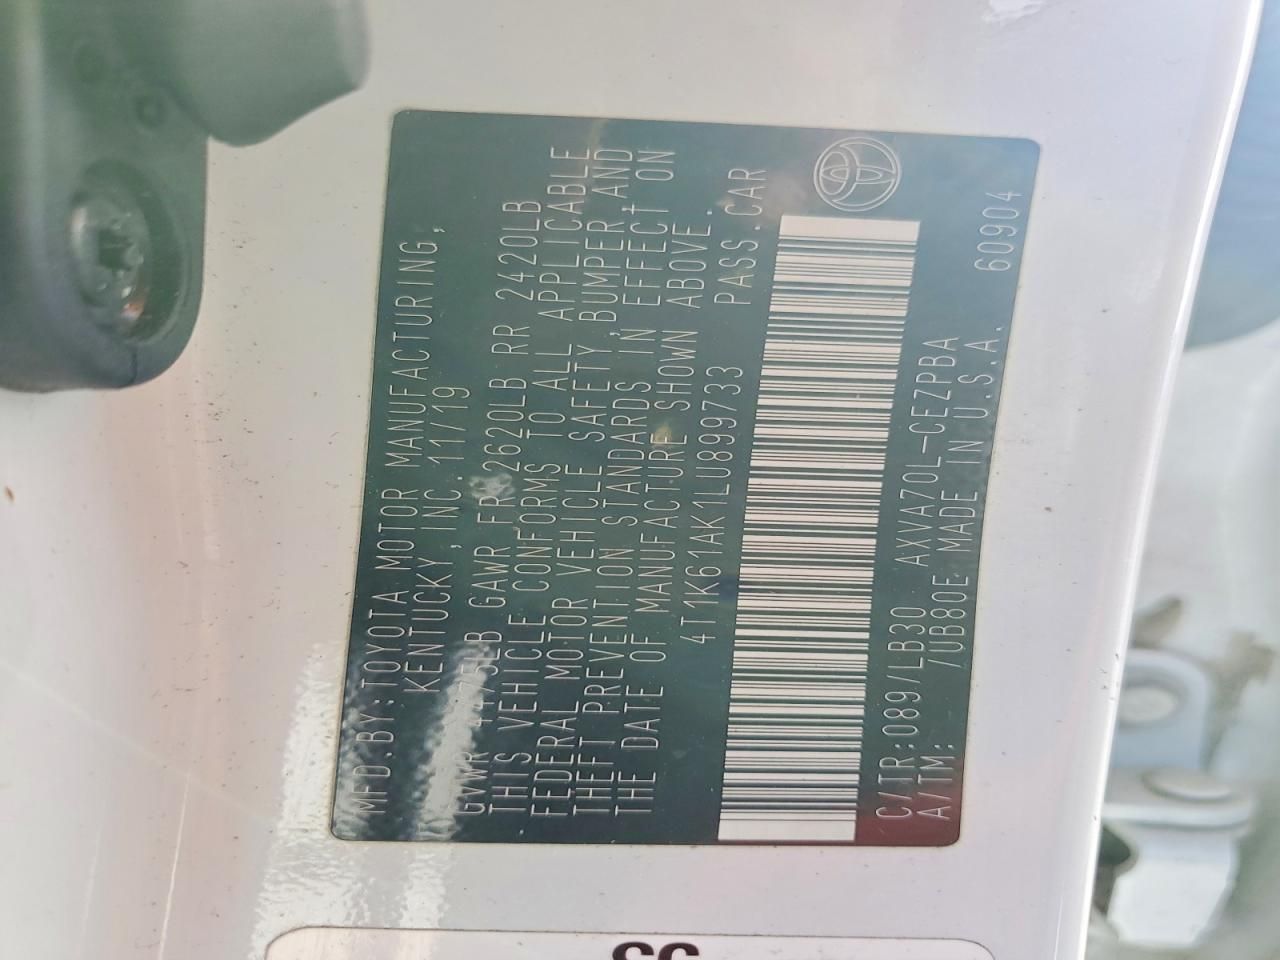 MFD.BY:TOYOTA MOTOR MANUFACTURING,
KENTUCKY,INC. 11/19
GVWR 4475LB GAWR FR 2620LB RR 2420LB
THIS VEHICLE CONFORMS TO ALL APPLICABLE
FEDERAL MOTOR VEHICLE SAFETY, BUMPER, AND
THEFT PREVENTION STANDARDS IN EFFECT ON
THE DATE OF MANUFACTURE SHOWN ABOVE.
4T1K61AK1LU899733 PASS.CAR
C/TR:089/LB30 AXVA70L-CEZPBA
A/TM: /UB80E MADE IN U.S.A. 60904